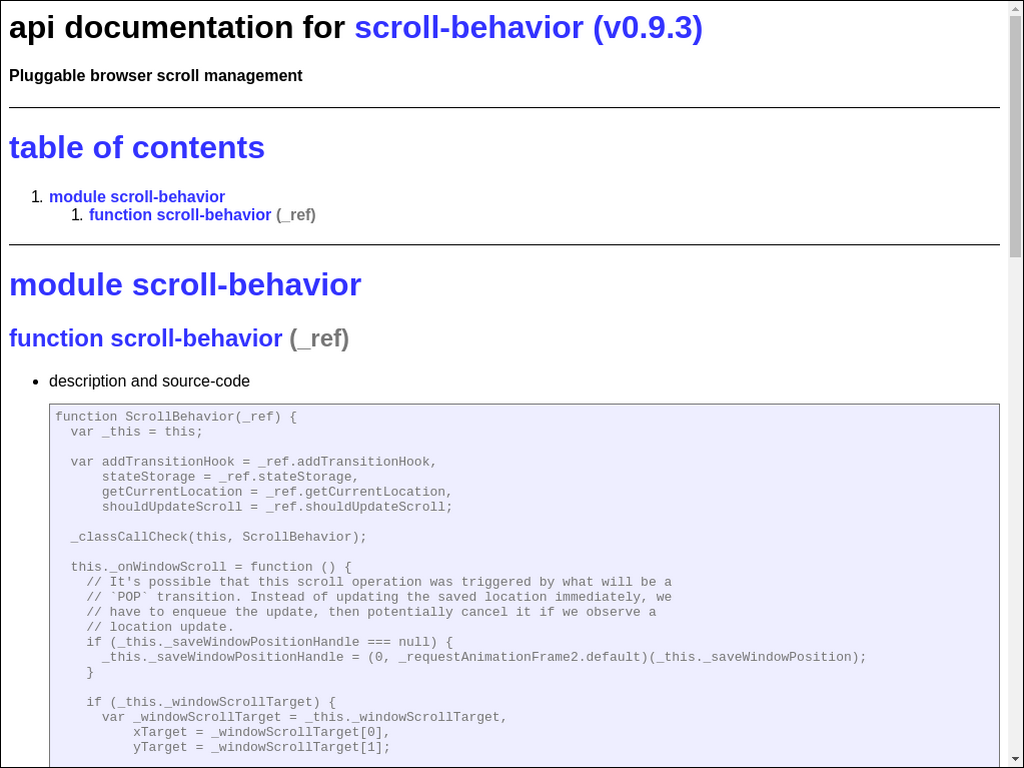 api documentation for scroll-behavior (v0.9.3)
Pluggable browser scroll management
table of contents
1. module scroll-behavior
1. function scroll-behavior (_ref)
module scroll-behavior
function scroll-behavior (_ref)
• description and source-code
function ScrollBehavior(_ref) {
  var _this = this;

  var addTransitionHook = _ref.addTransitionHook,
      stateStorage = _ref.stateStorage,
      getCurrentLocation = _ref.getCurrentLocation,
      shouldUpdateScroll = _ref.shouldUpdateScroll;

  _classCallCheck(this, ScrollBehavior);

  this._onWindowScroll = function () {
    // It's possible that this scroll operation was triggered by what will be a
    // `POP` transition. Instead of updating the saved location immediately, we
    // have to enqueue the update, then potentially cancel it if we observe a
    // location update.
    if (_this._saveWindowPositionHandle === null) {
      _this._saveWindowPositionHandle = (0, _requestAnimationFrame2.default)(_this._saveWindowPosition);
    }

    if (_this._windowScrollTarget) {
      var _windowScrollTarget = _this._windowScrollTarget,
          xTarget = _windowScrollTarget[0],
          yTarget = _windowScrollTarget[1];